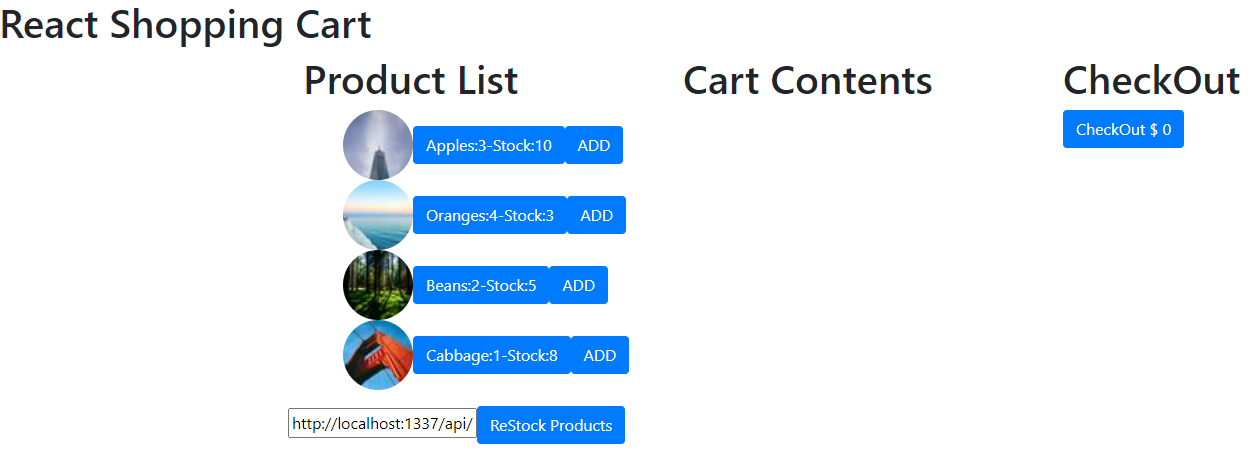 React Shopping Cart
Product List
Cart Contents
CheckOut
CheckOut $ 0
Apples:3-Stock:10 ADD
Oranges:4-Stock:3 ADD
Beans:2-Stock:5 ADD
Cabbage:1-Stock:8 ADD
http://localhost:1337/api/ ReStock Products